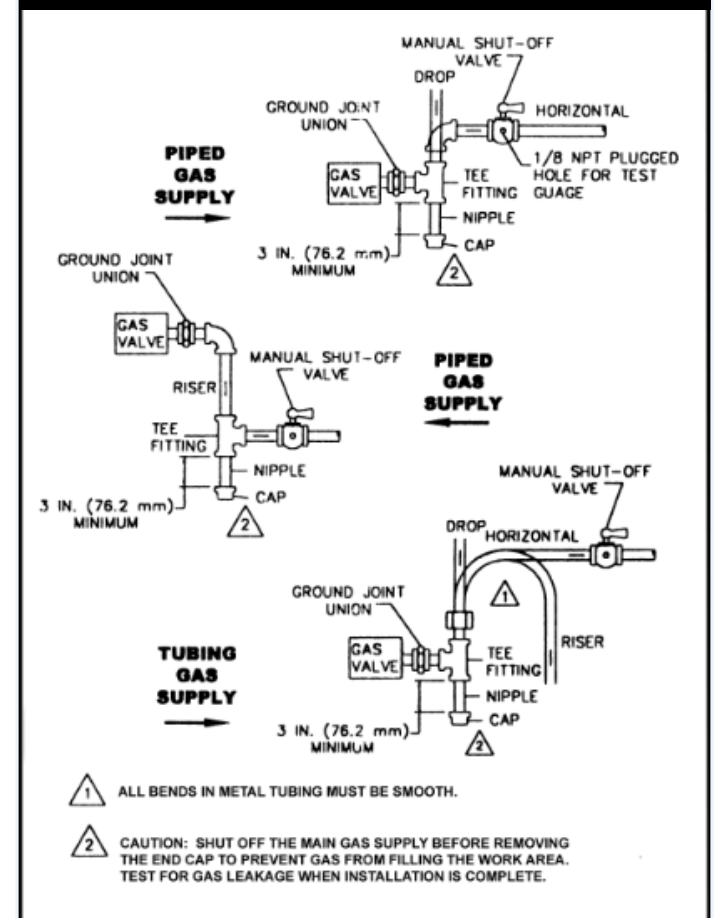 MANUAL SHUT-OFF
VALVE
DROP
GROUND JOINT
UNION
HORIZONTAL
PIPED
GAS
SUPPLY
GAS
VALVE
TEE
FITTING
1/8 NPT PLUGGED
HOLE FOR TEST
GUAGE
NIPPLE
3 IN. (76.2 mm)
MINIMUM
CAP
2
GROUND JOINT
UNION
GAS
VALVE
MANUAL SHUT-OFF
VALVE
RISER
PIPED
GAS
SUPPLY
TEE
FITTING
NIPPLE
3 IN. (76.2 mm)
MINIMUM
CAP
2
MANUAL SHUT-OFF
VALVE
DROP
HORIZONTAL
GROUND JOINT
UNION
1
TUBING
GAS
SUPPLY
GAS
VALVE
TEE
FITTING
RISER
NIPPLE
3 IN. (76.2 mm)
MINIMUM
CAP
2
1 ALL BENDS IN METAL TUBING MUST BE SMOOTH.
2 CAUTION: SHUT OFF THE MAIN GAS SUPPLY BEFORE REMOVING
THE END CAP TO PREVENT GAS FROM FILLING THE WORK AREA.
TEST FOR GAS LEAKAGE WHEN INSTALLATION IS COMPLETE.